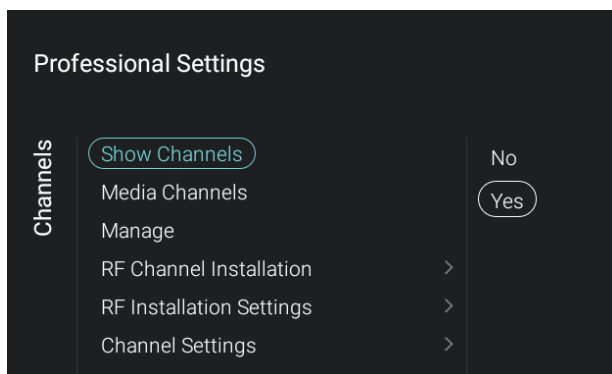 Professional Settings
Channels
Show Channels
No
Media Channels
Yes
Manage
RF Channel Installation
RF Installation Settings
Channel Settings